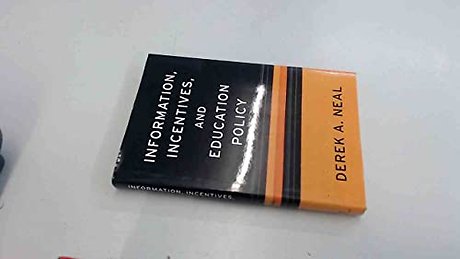 INFORMATION,
INCENTIVES,
AND
EDUCATION
POLICY
DEREK A. NEAL
INFORMATION, INCENTIVES,